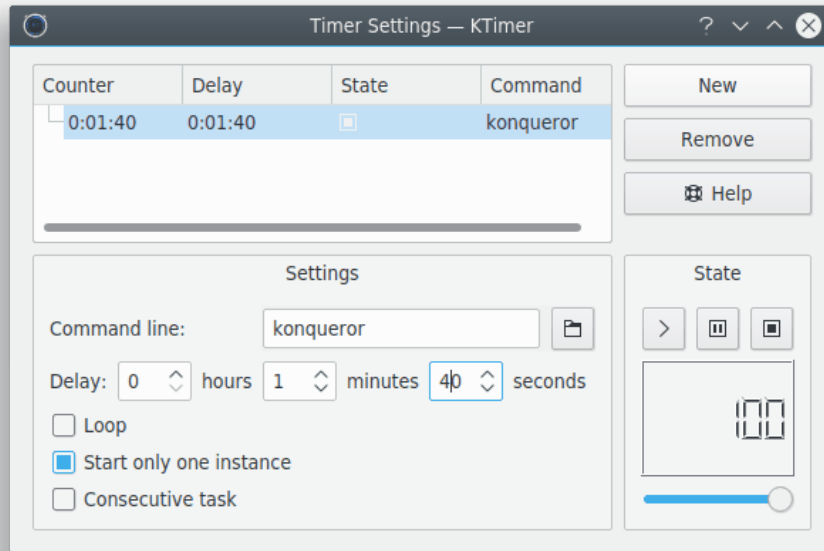 Timer Settings — KTimer
Counter Delay State Command
0:01:40 0:01:40 konqueror
New
Remove
Help
Settings
Command line: konqueror
Delay: 0 hours 1 minutes 40 seconds
Loop
Start only one instance
Consecutive task
State
100